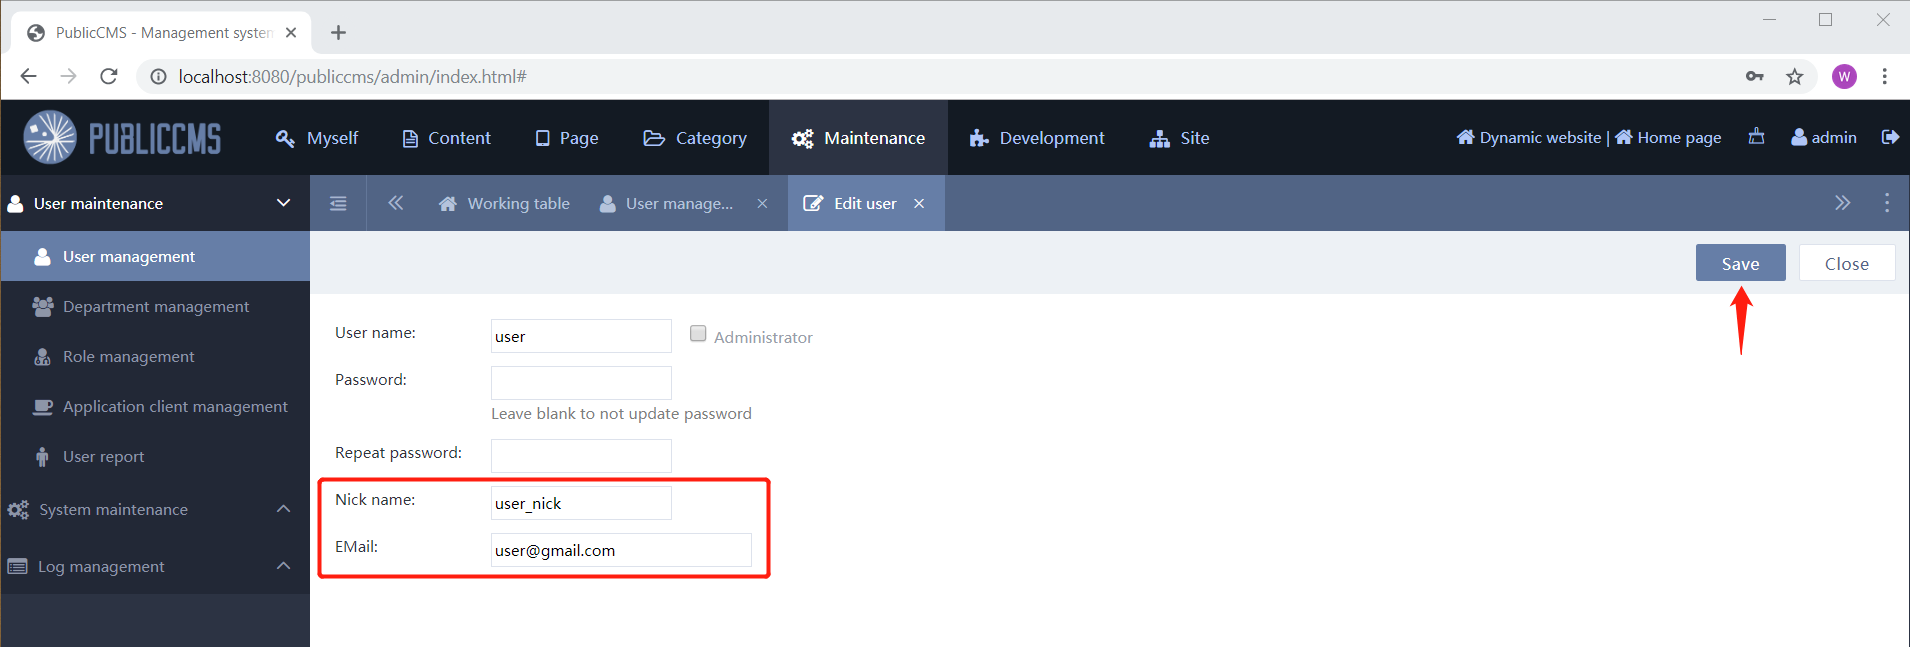 PublicCMS - Management system
localhost:8080/publiccms/admin/index.html#
W
PUBLICCMS
Myself
Content
Page
Category
Maintenance
Development
Site
Dynamic website | Home page
admin
User maintenance
Working table
User manage...
Edit user
User management
Save
Close
Department management
Role management
Application client management
User report
System maintenance
Log management
User name:
user
Administrator
Password:
Leave blank to not update password
Repeat password:
Nick name:
user_nick
EMail:
user@gmail.com